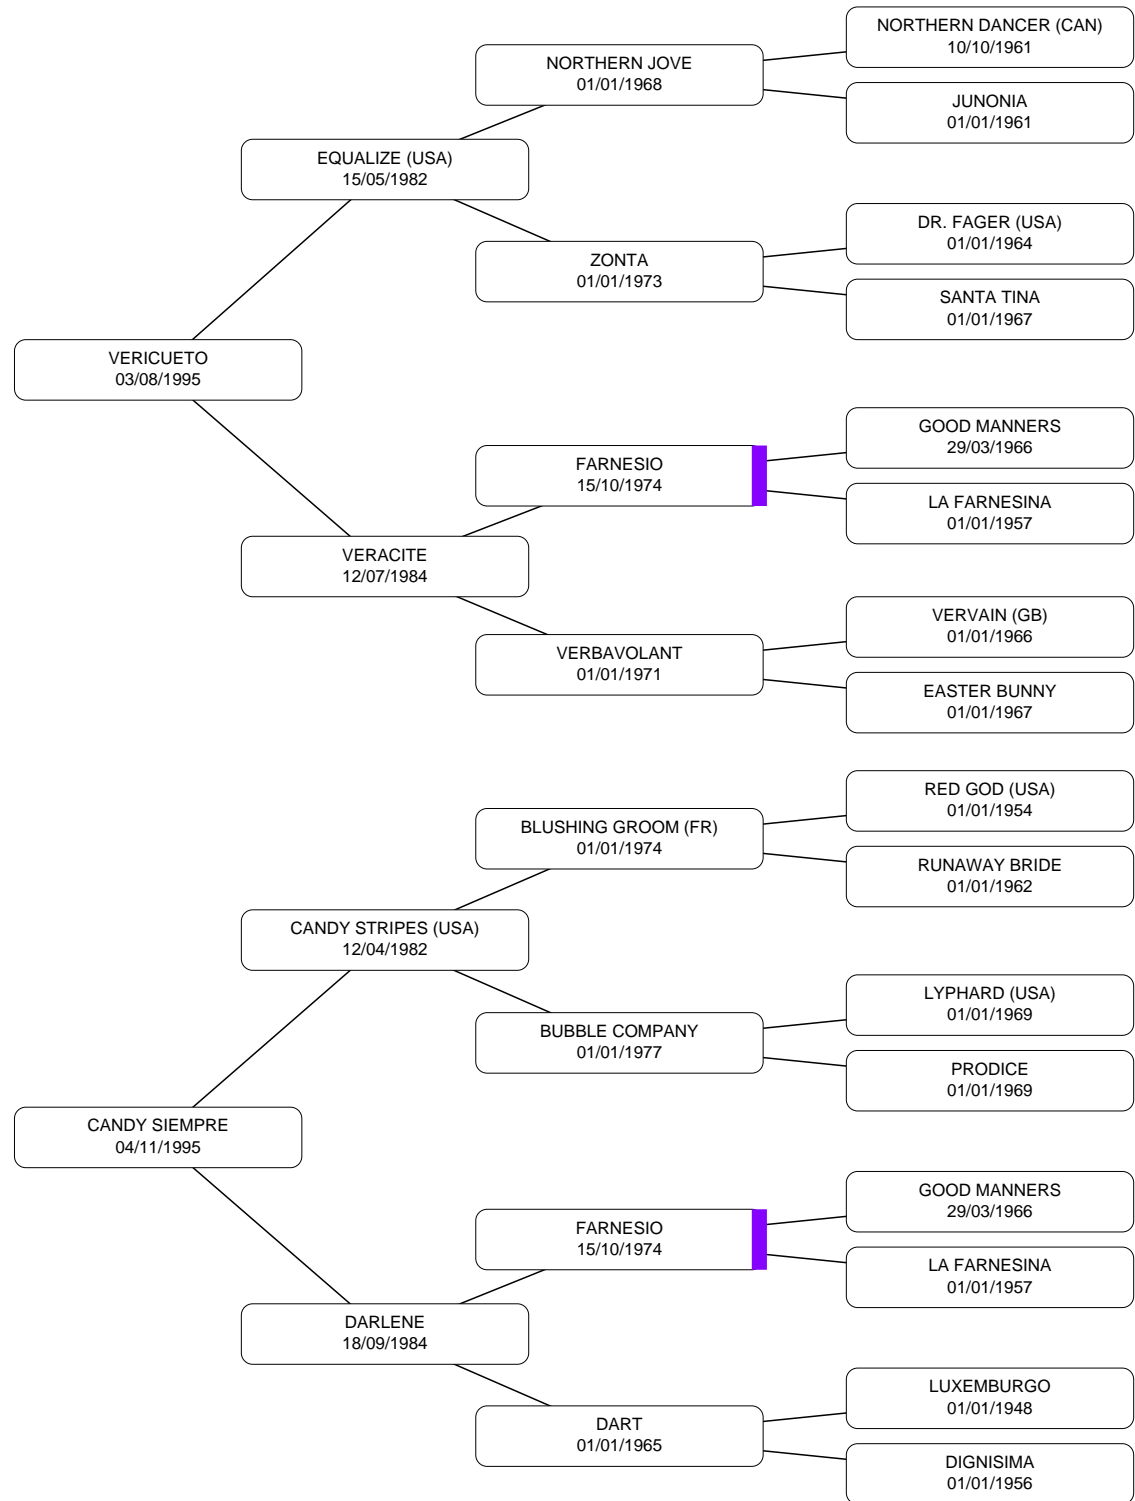 NORTHERN DANCER (CAN)
10/10/1961
NORTHERN JOVE
01/01/1968
JUNONIA
01/01/1961
EQUALIZE (USA)
15/05/1982
DR. FAGER (USA)
01/01/1964
ZONTA
01/01/1973
SANTA TINA
01/01/1967
VERICUETO
03/08/1995
GOOD MANNERS
29/03/1966
FARNESIO
15/10/1974
LA FARNESINA
01/01/1957
VERACITE
12/07/1984
VERVAIN (GB)
01/01/1966
VERBAVOLANT
01/01/1971
EASTER BUNNY
01/01/1967
RED GOD (USA)
01/01/1954
BLUSHING GROOM (FR)
01/01/1974
RUNAWAY BRIDE
01/01/1962
CANDY STRIPES (USA)
12/04/1982
LYPHARD (USA)
01/01/1969
BUBBLE COMPANY
01/01/1977
PRODICE
01/01/1969
CANDY SIEMPRE
04/11/1995
GOOD MANNERS
29/03/1966
FARNESIO
15/10/1974
LA FARNESINA
01/01/1957
DARLENE
18/09/1984
LUXEMBURGO
01/01/1948
DART
01/01/1965
DIGNISIMA
01/01/1956